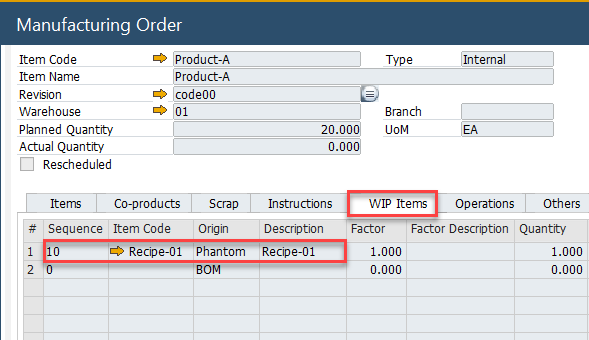 Manufacturing Order
Item Code Product-A Type Internal
Item Name Product-A
Revision code00
Warehouse 01 Branch
Planned Quantity 20.000 UoM EA
Actual Quantity 0.000
Rescheduled
Items Co-products Scrap Instructions WIP Items Operations Others
# Sequence Item Code Origin Description Factor Factor Description Quantity
1 10 Recipe-01 Phantom Recipe-01 1.000 1.000
2 0 BOM 0.000 0.000